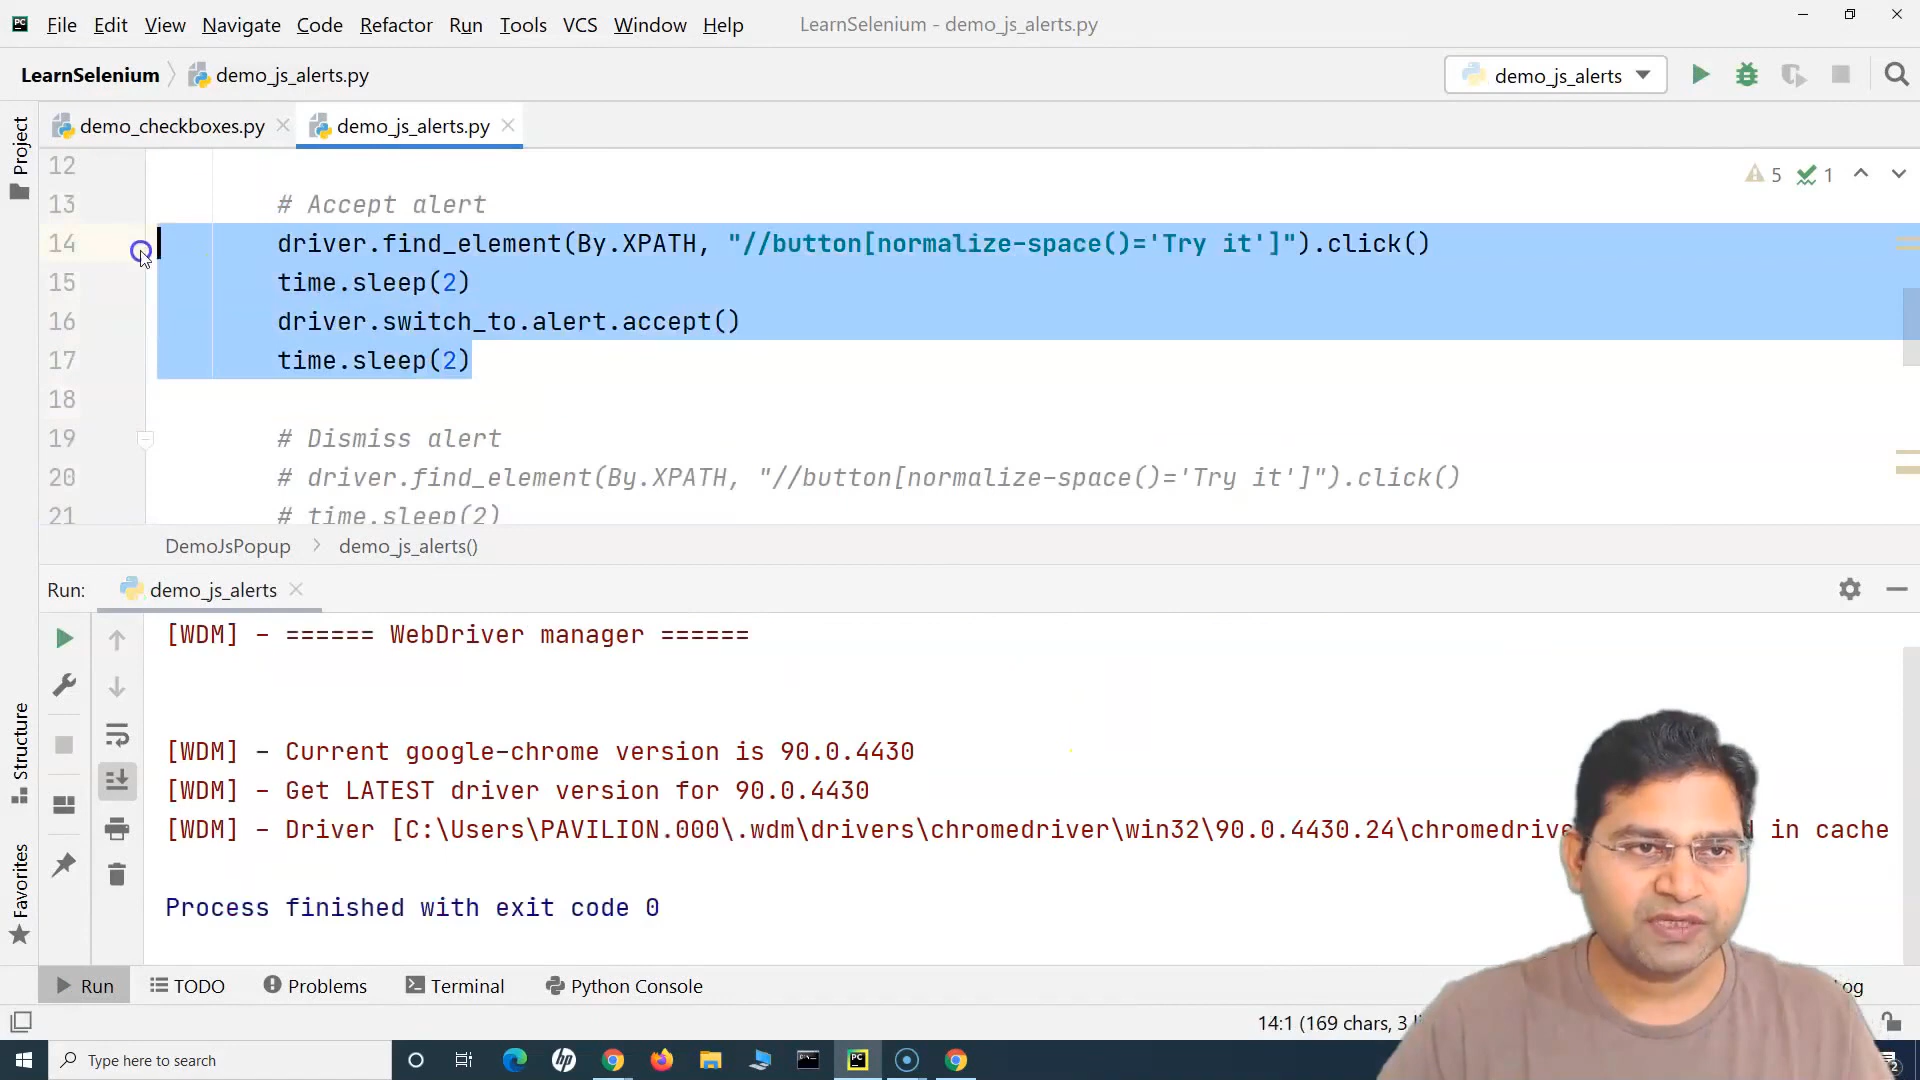 File Edit View Navigate Code Refactor Run Tools VCS Window Help LearnSelenium - demo_js_alerts.py
LearnSelenium demo_js_alerts.py demo_js_alerts
demo_checkboxes.py demo_js_alerts.py
Project
12
5 1
13 # Accept alert
14 driver.find_element(By.XPATH, "//button[normalize-space()='Try it']").click()
15 time.sleep(2)
16 driver.switch_to.alert.accept()
17 time.sleep(2)
18
19 # Dismiss alert
20 # driver.find_element(By.XPATH, "//button[normalize-space()='Try it']").click()
21 # time.sleep(2)
DemoJsPopup demo_js_alerts()
Run: demo_js_alerts
[WDM] - ====== WebDriver manager ======
[WDM] - Current google-chrome version is 90.0.4430
[WDM] - Get LATEST driver version for 90.0.4430
[WDM] - Driver [C:\Users\PAVILION.000\.wdm\drivers\chromedriver\win32\90.0.4430.24\chromedrive in cache
Process finished with exit code 0
Structure
Favorites
Run TODO Problems Terminal Python Console
14:1 (169 chars, 3
Type here to search